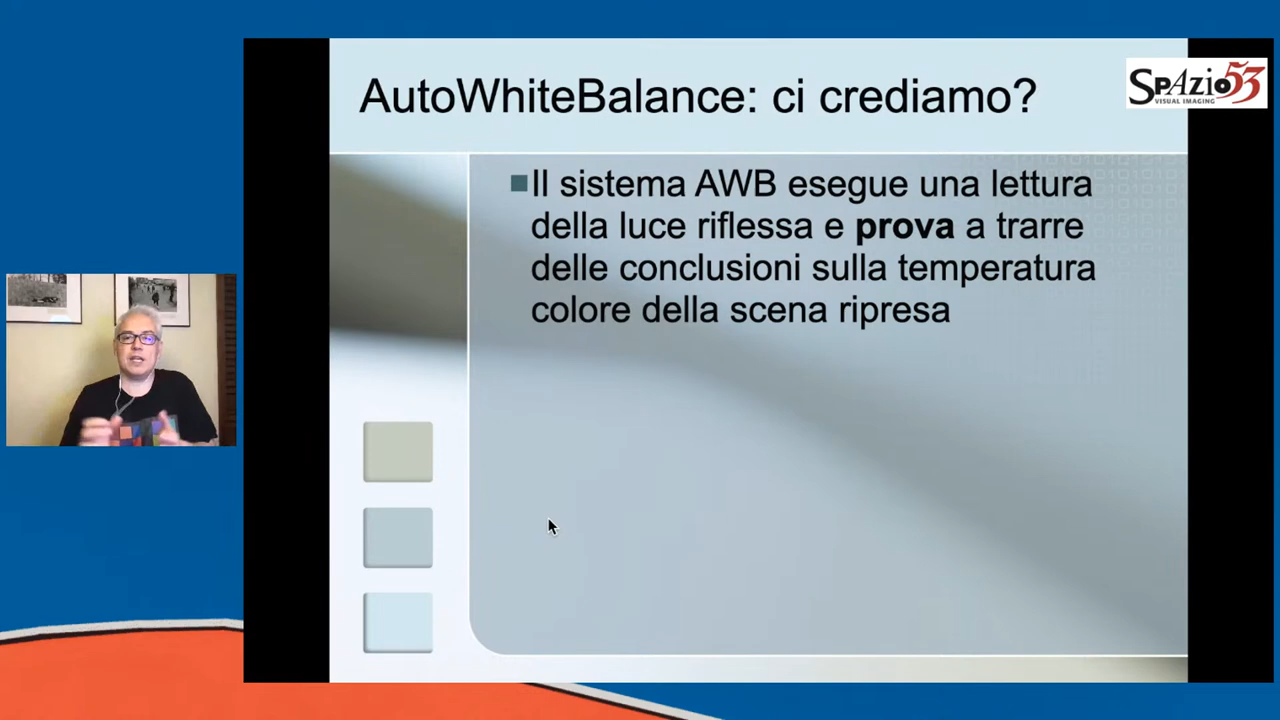 AutoWhiteBalance: ci crediamo?
SPAzio53
VISUAL IMAGING
Il sistema AWB esegue una lettura
della luce riflessa e prova a trarre
delle conclusioni sulla temperatura
colore della scena ripresa